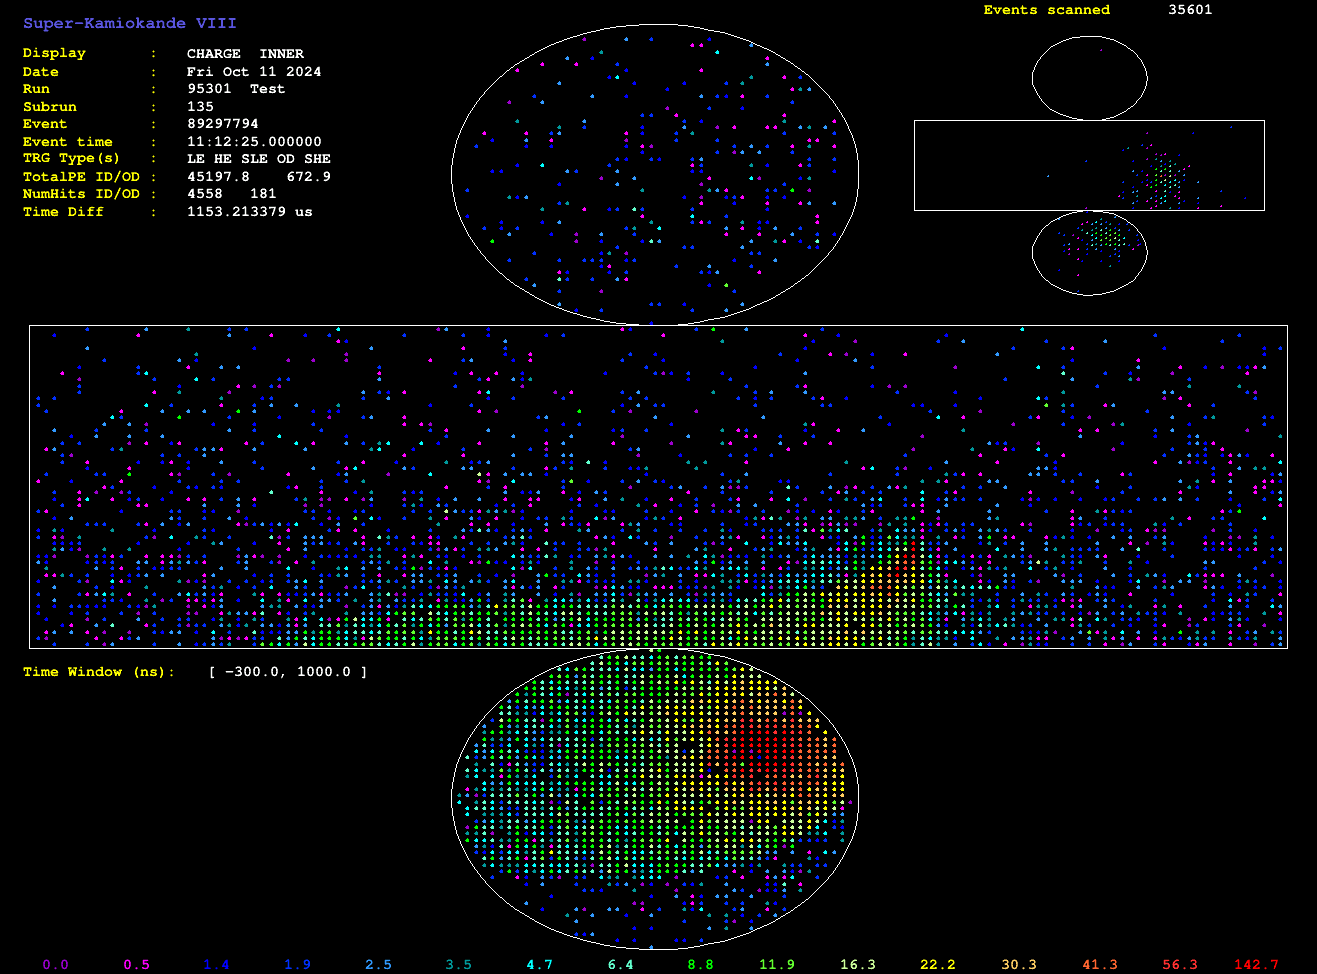 Super-Kamiokande VIII
Display : CHARGE INNER
Date : Fri Oct 11 2024
Run : 95301 Test
Subrun : 135
Event : 89297794
Event time : 11:12:25.000000
TRG Type(s) : LE HE SLE OD SHE
TotalPE ID/OD : 45197.8 672.9
NumHits ID/OD : 4558 181
Time Diff : 1153.213379 us
Events scanned 35601
Time Window (ns): [ -300.0, 1000.0 ]
0.0 0.5 1.4 1.9 2.5 3.5 4.7 6.4 8.8 11.9 16.3 22.2 30.3 41.3 56.3 142.7